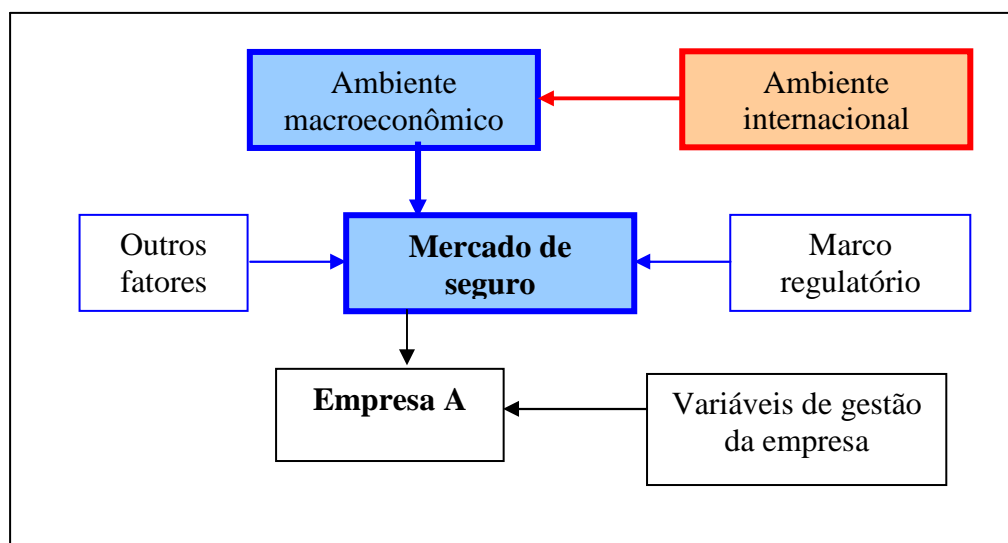 Ambiente
macroeconômico
Ambiente
internacional
Outros
fatores
Mercado de
seguro
Marco
regulatório
Empresa A
Variáveis de gestão
da empresa